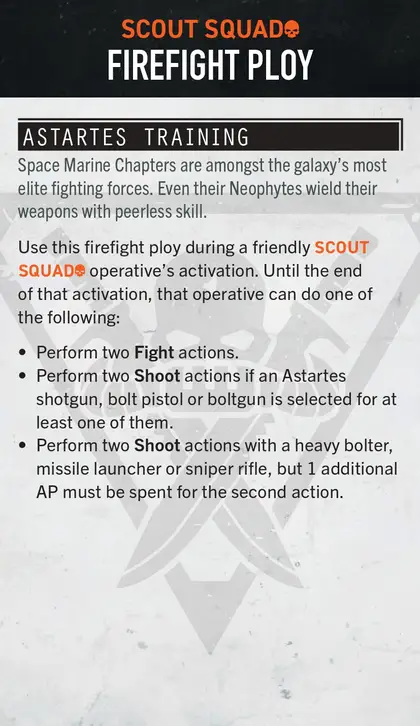 SCOUT SQUAD
FIREFIGHT PLOY
ASTARTES TRAINING
Space Marine Chapters are amongst the galaxy's most
elite fighting forces. Even their Neophytes wield their
weapons with peerless skill.
Use this firefight ploy during a friendly SCOUT
SQUAD operative's activation. Until the end
of that activation, that operative can do one of
the following:
• Perform two Fight actions.
• Perform two Shoot actions if an Astartes
shotgun, bolt pistol or boltgun is selected for at
least one of them.
• Perform two Shoot actions with a heavy bolter,
missile launcher or sniper rifle, but 1 additional
AP must be spent for the second action.